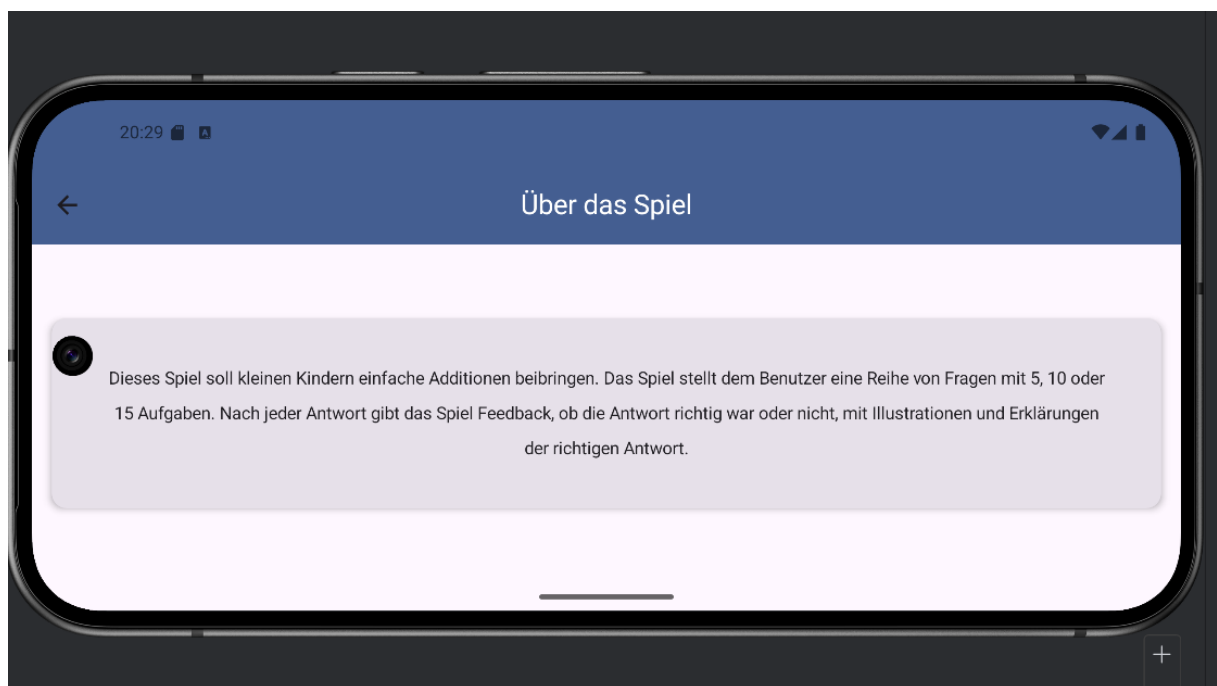 20:29
Über das Spiel
Dieses Spiel soll kleinen Kindern einfache Additionen beibringen. Das Spiel stellt dem Benutzer eine Reihe von Fragen mit 5, 10 oder
15 Aufgaben. Nach jeder Antwort gibt das Spiel Feedback, ob die Antwort richtig war oder nicht, mit Illustrationen und Erklärungen
der richtigen Antwort.